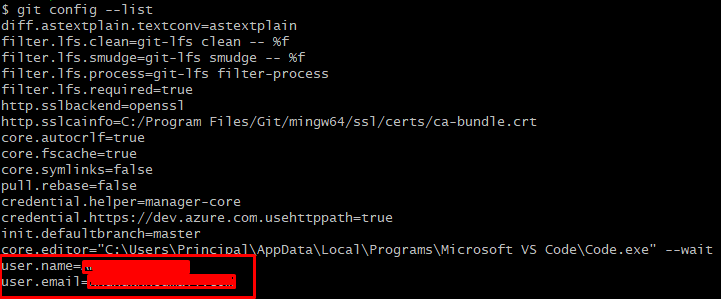 $ git config --list
diff.astextplain.textconv=astextplain
filter.lfs.clean=git-lfs clean -- %f
filter.lfs.smudge=git-lfs smudge -- %f
filter.lfs.process=git-lfs filter-process
filter.lfs.required=true
http.sslbackend=openssl
http.sslcainfo=C:/Program Files/Git/mingw64/ssl/certs/ca-bundle.crt
core.autocrlf=true
core.fscache=true
core.symlinks=false
pull.rebase=false
credential.helper=manager-core
credential.https://dev.azure.com.usehttppath=true
init.defaultbranch=master
core.editor="C:\Users\Principal\AppData\Local\Programs\Microsoft VS Code\Code.exe" --wait
user.name=
user.email=